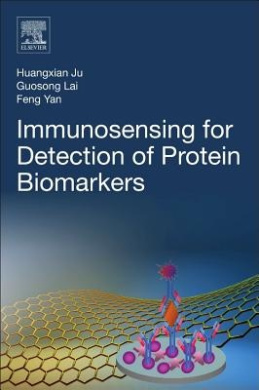 ELSEVIER
Huangxian Ju
Guosong Lai
Feng Yan
Immunosensing for
Detection of Protein
Biomarkers